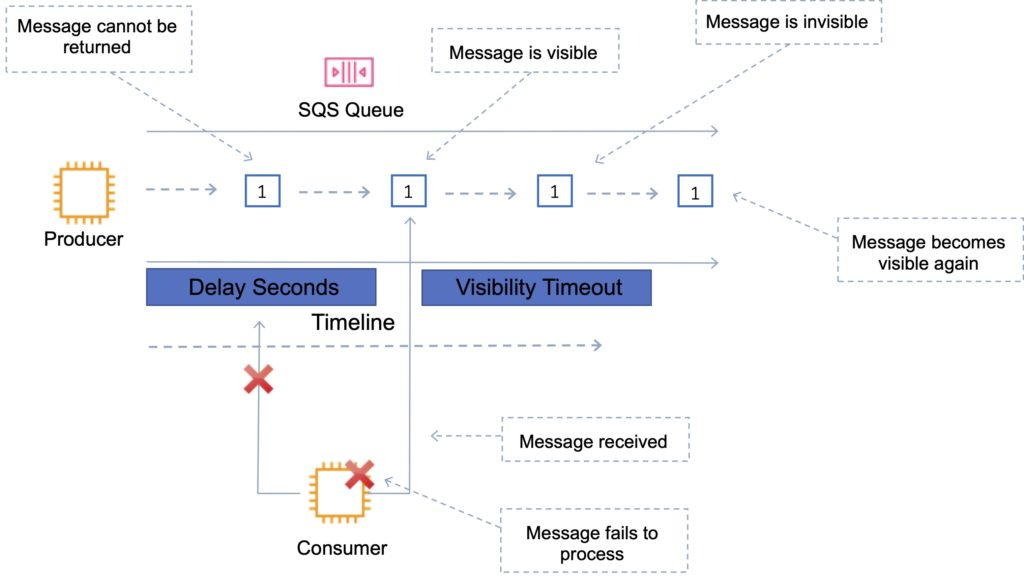 Message cannot be
returned
Message is visible
Message is invisible
SQS Queue
1
1
1
1
Producer
Message becomes
visible again
Delay Seconds
Visibility Timeout
Timeline
Message received
Message fails to
process
Consumer